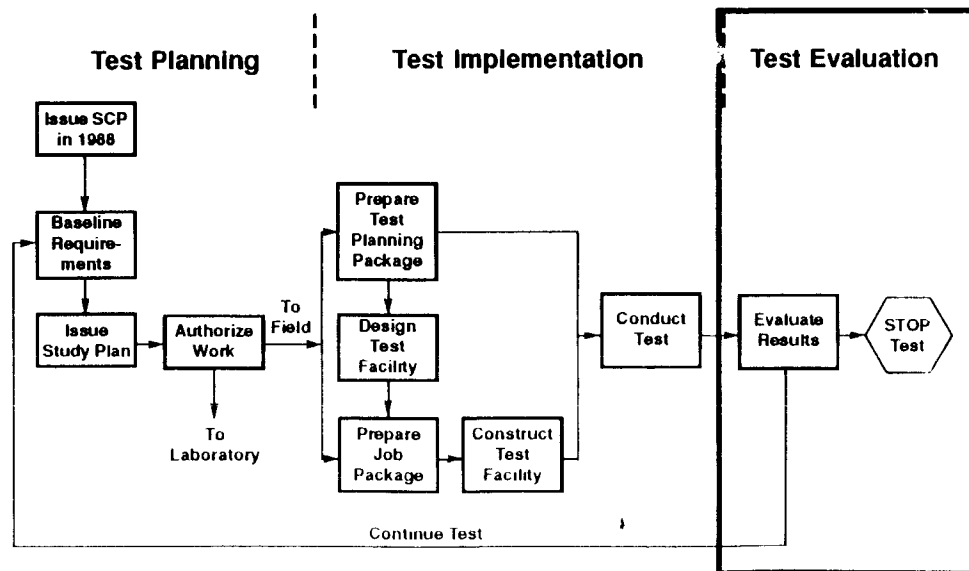 Test Planning
Test Implementation
Test Evaluation
Issue SCP
in 1988
Baseline
Require-
ments
Issue
Study Plan
Authorize
Work
To
Field
To
Laboratory
Prepare
Test
Planning
Package
Design
Test
Facility
Prepare
Job
Package
Construct
Test
Facility
Conduct
Test
Evaluate
Results
STOP
Test
Continue Test